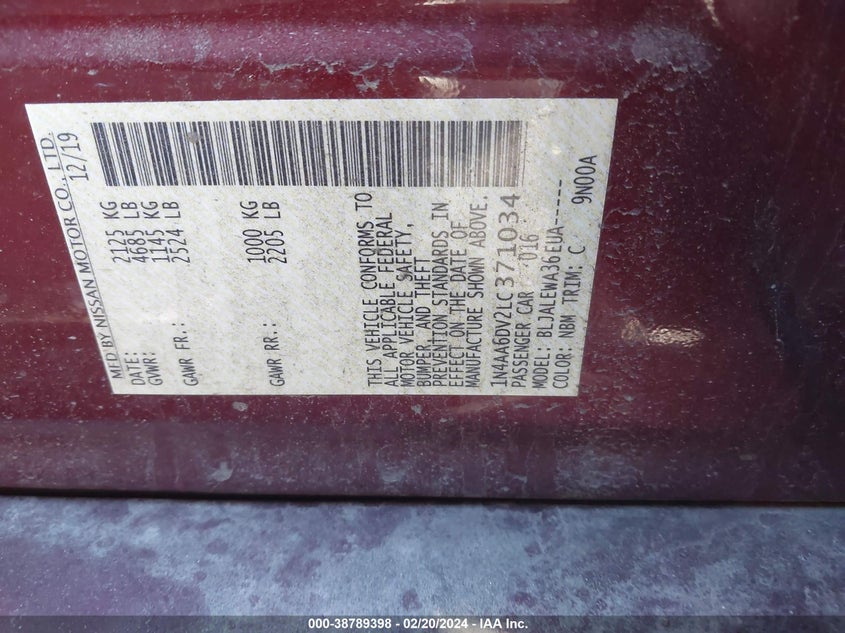 MFD BY NISSAN MOTOR CO., LTD.
DATE: 12/19
GVWR: 2125 KG
4685 LB
GAWR FR.: 1145 KG
2524 LB
GAWR RR.: 1000 KG
2205 LB
THIS VEHICLE CONFORMS TO
ALL APPLICABLE FEDERAL
MOTOR VEHICLE SAFETY,
BUMPER, AND THEFT
PREVENTION STANDARDS IN
EFFECT ON THE DATE OF
MANUFACTURE SHOWN ABOVE.
1N4AA6DV2LC371034
PASSENGER CAR D16
MODEL: BLJALEWA36EUA-----
COLOR: NBM TRIM: C 9N00A
000-38789398 - 02/20/2024 - IAA Inc.